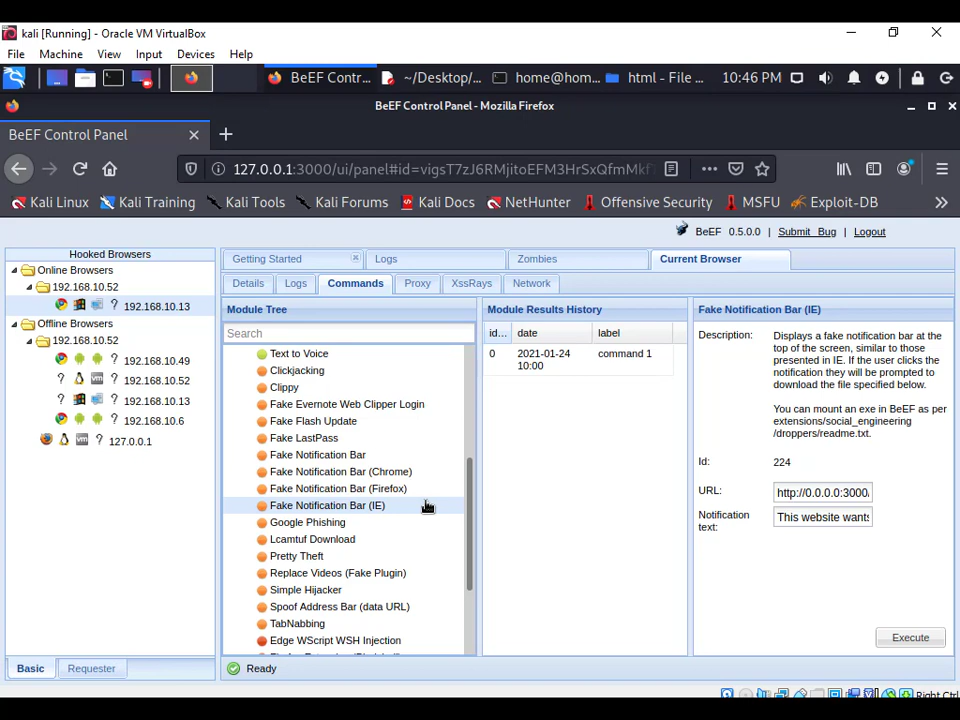 kali [Running] - Oracle VM VirtualBox
File Machine View Input Devices Help
BeEF Contr... ~/Desktop/... home@hom... html - File ... 10:46 PM
BeEF Control Panel - Mozilla Firefox
BeEF Control Panel
127.0.0.1:3000/ui/panel#id=vigsT7zJ6RMjitoEFM3HrSxQfmMkf
Kali Linux Kali Training Kali Tools Kali Forums Kali Docs NetHunter Offensive Security MSFU Exploit-DB
BeEF 0.5.0.0 | Submit Bug | Logout
Hooked Browsers
Online Browsers
192.168.10.52
? 192.168.10.13
Offline Browsers
192.168.10.52
? 192.168.10.49
? ? 192.168.10.52
? ? 192.168.10.13
? 192.168.10.6
? 127.0.0.1
Basic Requester
Getting Started Logs Zombies Current Browser
Details Logs Commands Proxy XssRays Network
Module Tree
Search
Text to Voice
Clickjacking
Clippy
Fake Evernote Web Clipper Login
Fake Flash Update
Fake LastPass
Fake Notification Bar
Fake Notification Bar (Chrome)
Fake Notification Bar (Firefox)
Fake Notification Bar (IE)
Google Phishing
Lcamtuf Download
Pretty Theft
Replace Videos (Fake Plugin)
Simple Hijacker
Spoof Address Bar (data URL)
TabNabbing
Edge WScript WSH Injection
Ready
Module Results History
id... date label
0 2021-01-24 command 1
10:00
Fake Notification Bar (IE)
Description: Displays a fake notification bar at the
top of the screen, similar to those
presented in IE. If the user clicks the
notification they will be prompted to
download the file specified below.
You can mount an exe in BeEF as per
extensions/social_engineering
/droppers/readme.txt.
Id: 224
URL: http://0.0.0.0:3000/
Notification text: This website wants
Execute
Right Ctrl